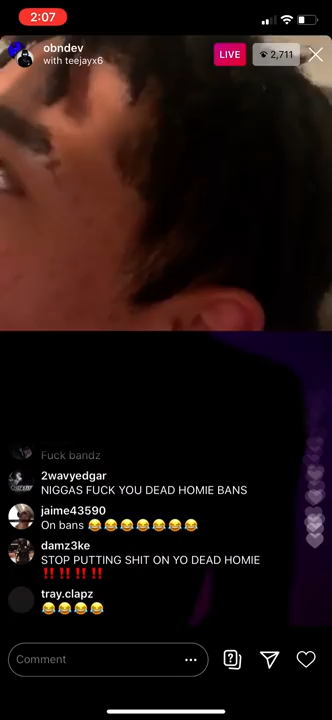 2:07
obndev
with teejayx6
LIVE
2,711
Fuck bandz
2wavyedgar
NIGGAS FUCK YOU DEAD HOMIE BANS
jaime43590
On bans 😂😂😂😂😂😂😂
damz3ke
STOP PUTTING SHIT ON YO DEAD HOMIE
‼️‼️‼️‼️
tray.clapz
😂😂😂😂
Comment